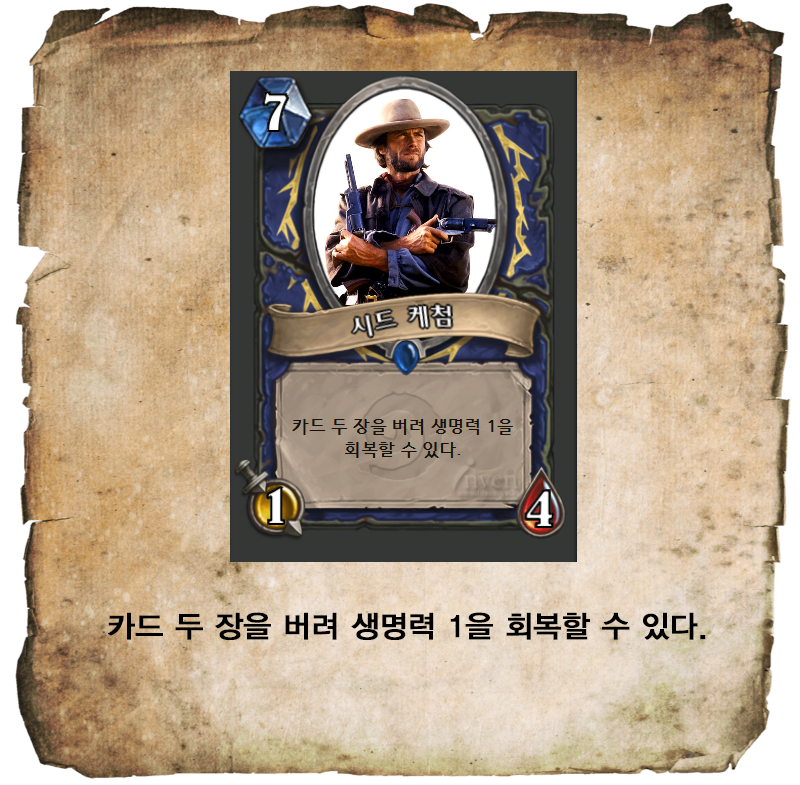 7
시드 케첨
카드 두 장을 버려 생명력 1을
회복할 수 있다.
inven
1
4
카드 두 장을 버려 생명력 1을 회복할 수 있다.